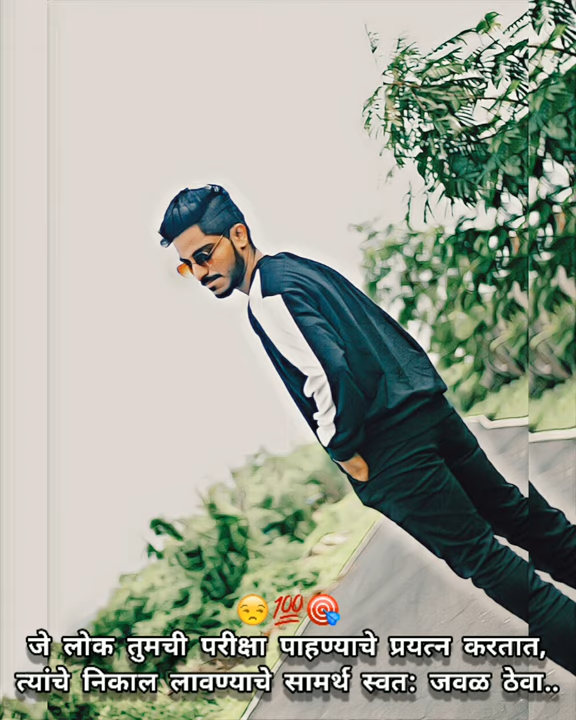 😒💯🎯
जे लोक तुमची परीक्षा पाहण्याचे प्रयत्न करतात,
त्यांचे निकाल लावण्याचे सामर्थ स्वतः जवळ ठेवा..